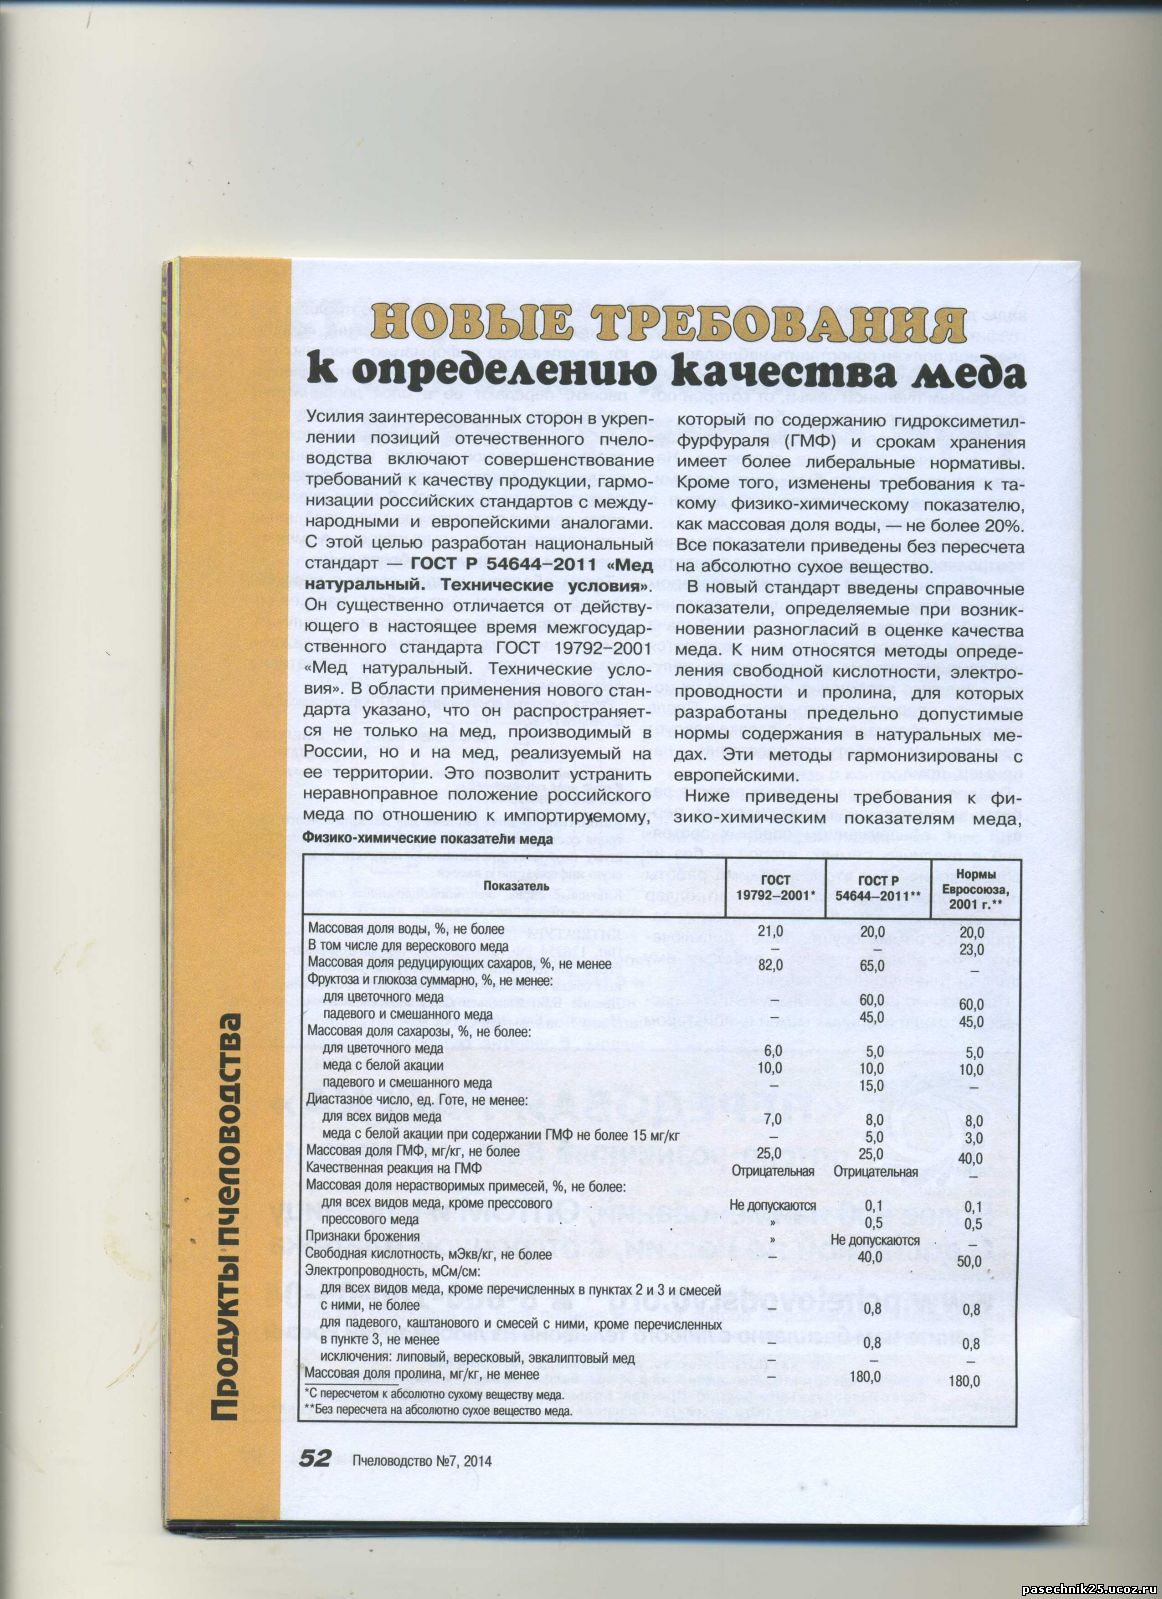 НОВЫЕ ТРЕБОВАНИЯ
к определению качества меда
Усилия заинтересованных сторон в укреп-
лении позиций отечественного пчело-
водства включают совершенствование
требований к качеству продукции, гармо-
низации российских стандартов с между-
народными и европейскими аналогами.
С этой целью разработан национальный
стандарт — ГОСТ Р 54644–2011 «Мед
натуральный. Технические условия».
Он существенно отличается от действу-
ющего в настоящее время межгосудар-
ственного стандарта ГОСТ 19792–2001
«Мед натуральный. Технические усло-
вия». В области применения нового стан-
дарта указано, что он распространяет-
ся не только на мед, производимый в
России, но и на мед, реализуемый на
ее территории. Это позволит устранить
неравноправное положение российского
меда по отношению к импортируемому,
который по содержанию гидроксиметил-
фурфураля (ГМФ) и срокам хранения
имеет более либеральные нормативы.
Кроме того, изменены требования к та-
кому физико-химическому показателю,
как массовая доля воды, — не более 20%.
Все показатели приведены без пересчета
на абсолютно сухое вещество.
В новый стандарт введены справочные
показатели, определяемые при возник-
новении разногласий в оценке качества
меда. К ним относятся методы опреде-
ления свободной кислотности, электро-
проводности и пролина, для которых
разработаны предельно допустимые
нормы содержания в натуральных ме-
дах. Эти методы гармонизированы с
европейскими.
Ниже приведены требования к фи-
зико-химическим показателям меда,
Физико-химические показатели меда
Показатель ГОСТ 19792–2001* ГОСТ Р 54644–2011** Нормы Евросоюза, 2001 г.**
Массовая доля воды, %, не более 21,0 20,0 20,0
В том числе для верескового меда – – 23,0
Массовая доля редуцирующих сахаров, %, не менее 82,0 65,0 –
Фруктоза и глюкоза суммарно, %, не менее:
для цветочного меда – 60,0 60,0
падевого и смешанного меда – 45,0 45,0
Массовая доля сахарозы, %, не более:
для цветочного меда 6,0 5,0 5,0
меда с белой акации 10,0 10,0 10,0
падевого и смешанного меда – 15,0 –
Диастазное число, ед. Готе, не менее:
для всех видов меда 7,0 8,0 8,0
меда с белой акации при содержании ГМФ не более 15 мг/кг – 5,0 3,0
Массовая доля ГМФ, мг/кг, не более 25,0 25,0 40,0
Качественная реакция на ГМФ Отрицательная Отрицательная –
Массовая доля нерастворимых примесей, %, не более:
для всех видов меда, кроме прессового Не допускаются 0,1 0,1
прессового меда » 0,5 0,5
Признаки брожения » Не допускаются –
Свободная кислотность, мЭкв/кг, не более – 40,0 50,0
Электропроводность, мСм/см:
для всех видов меда, кроме перечисленных в пунктах 2 и 3 и смесей
с ними, не более – 0,8 0,8
для падевого, каштанового и смесей с ними, кроме перечисленных
в пункте 3, не менее – 0,8 0,8
исключения: липовый, вересковый, эвкалиптовый мед – – –
Массовая доля пролина, мг/кг, не менее – 180,0 180,0
*С пересчетом к абсолютно сухому веществу меда.
**Без пересчета на абсолютно сухое вещество меда.
Продукты пчеловодства
52 Пчеловодство №7, 2014
pasechnik25.ucoz.ru